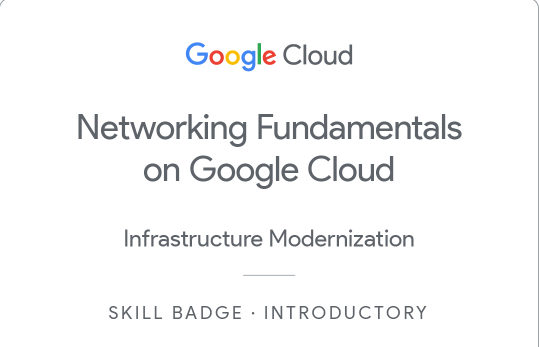 Google Cloud
Networking Fundamentals
on Google Cloud
Infrastructure Modernization
SKILL BADGE · INTRODUCTORY